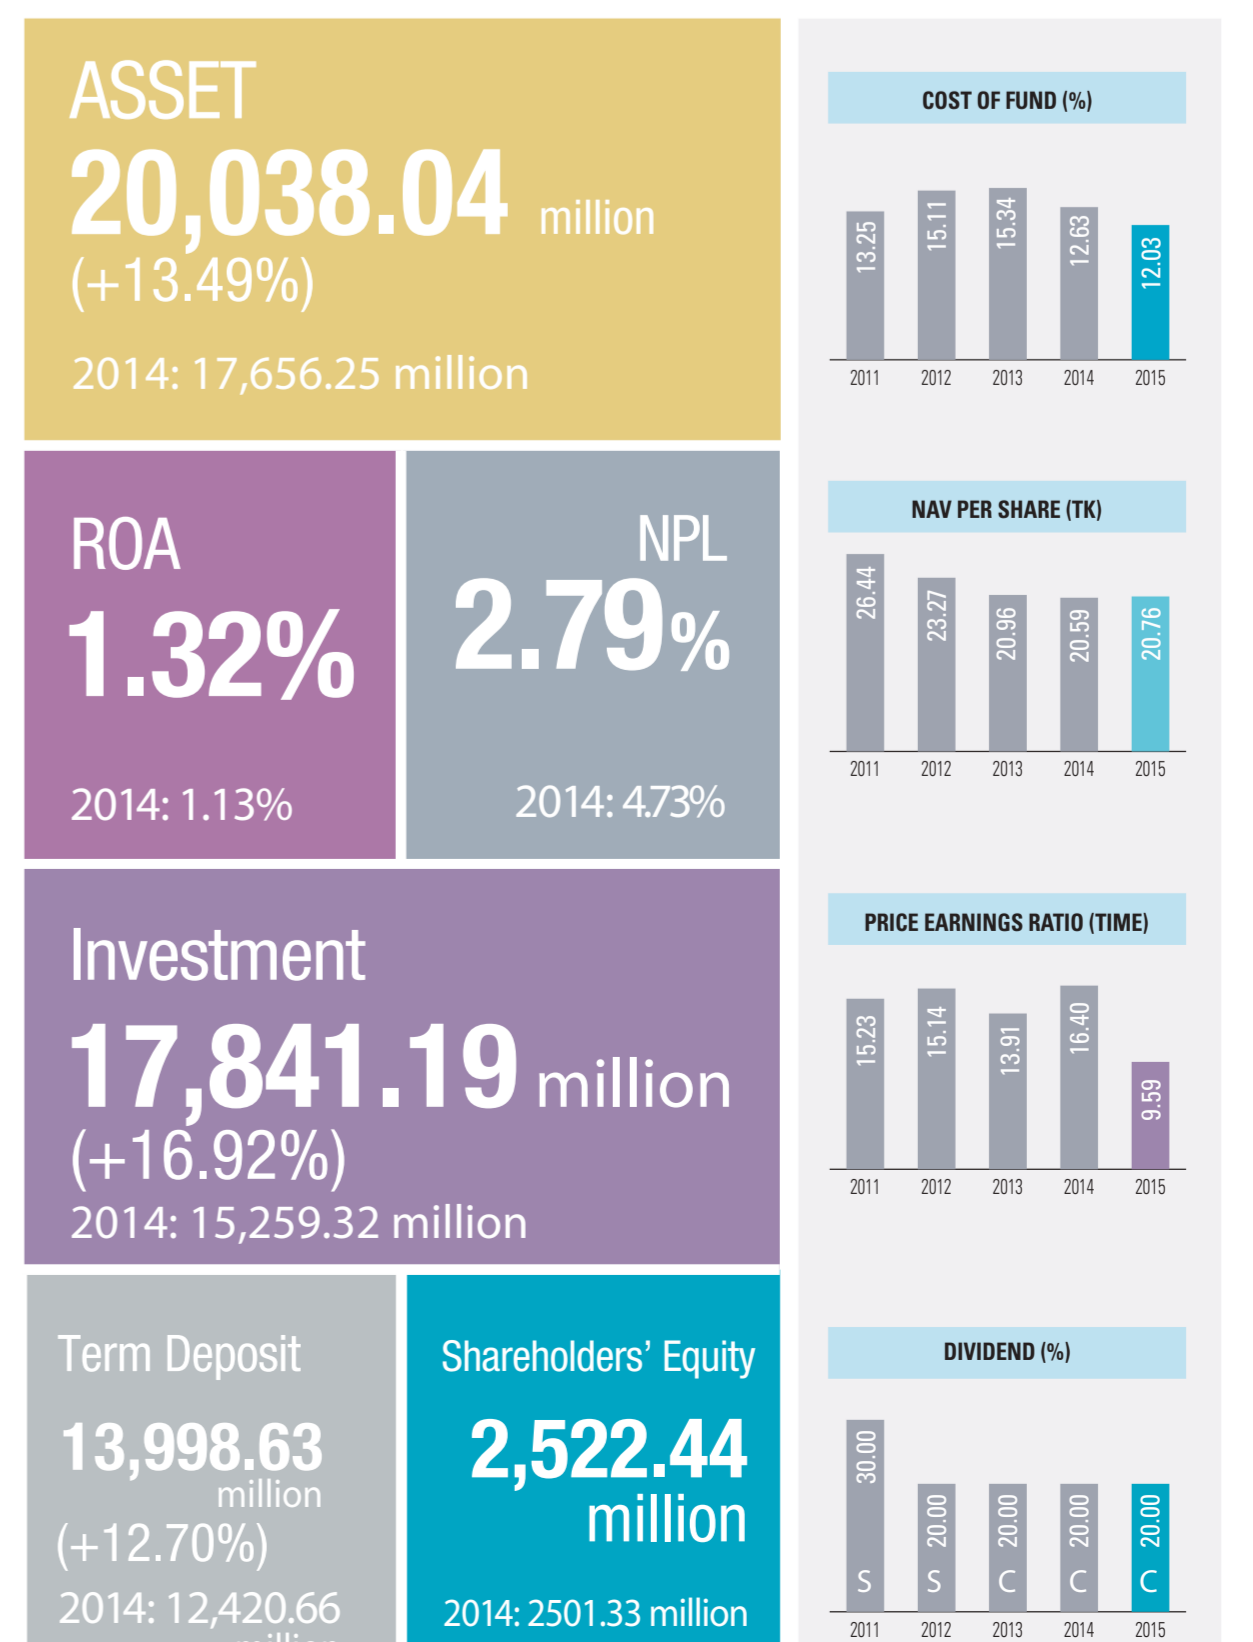 ASSET
20,038.04 million
(+13.49%)
2014: 17,656.25 million
ROA
1.32%
2014: 1.13%
NPL
2.79%
2014: 4.73%
Investment
17,841.19 million
(+16.92%)
2014: 15,259.32 million
Term Deposit
13,998.63
million
(+12.70%)
2014: 12,420.66
million
Shareholders' Equity
2,522.44
million
2014: 2501.33 million
COST OF FUND (%)
13.25 15.11 15.34 12.63 12.03
2011 2012 2013 2014 2015
NAV PER SHARE (TK)
26.44 23.27 20.96 20.59 20.76
2011 2012 2013 2014 2015
PRICE EARNINGS RATIO (TIME)
15.23 15.14 13.91 16.40 9.59
2011 2012 2013 2014 2015
DIVIDEND (%)
30.00 20.00 20.00 20.00 20.00
S S C C C
2011 2012 2013 2014 2015